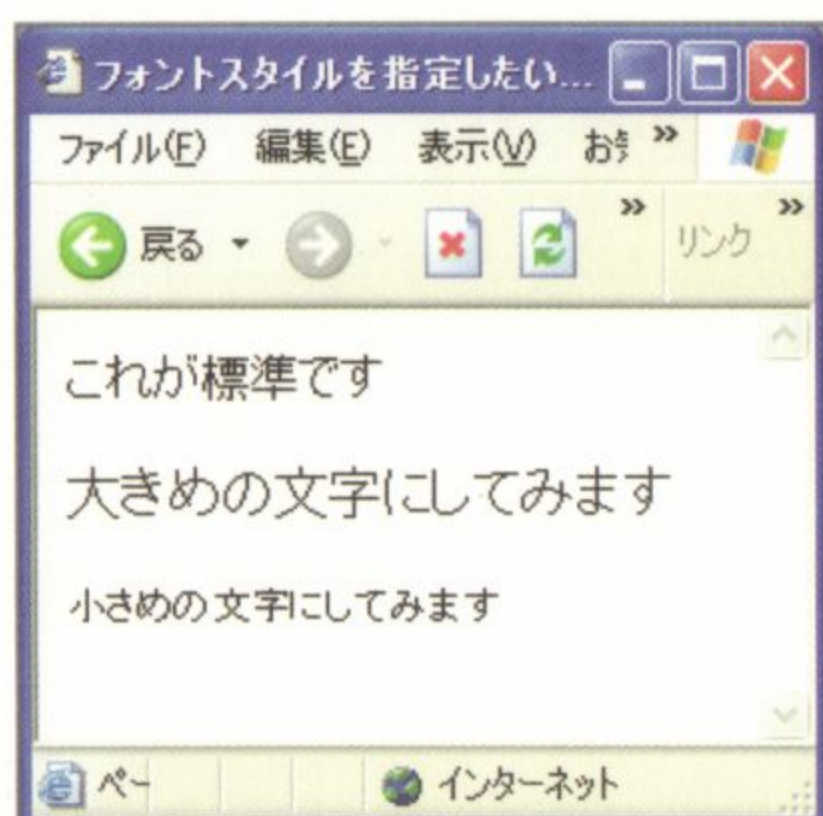 フォントスタイルを指定したい...
ファイル(F) 編集(E) 表示(V) お »
戻る » リンク »
これが標準です
大きめの文字にしてみます
小さめの文字にしてみます
ペー インターネット